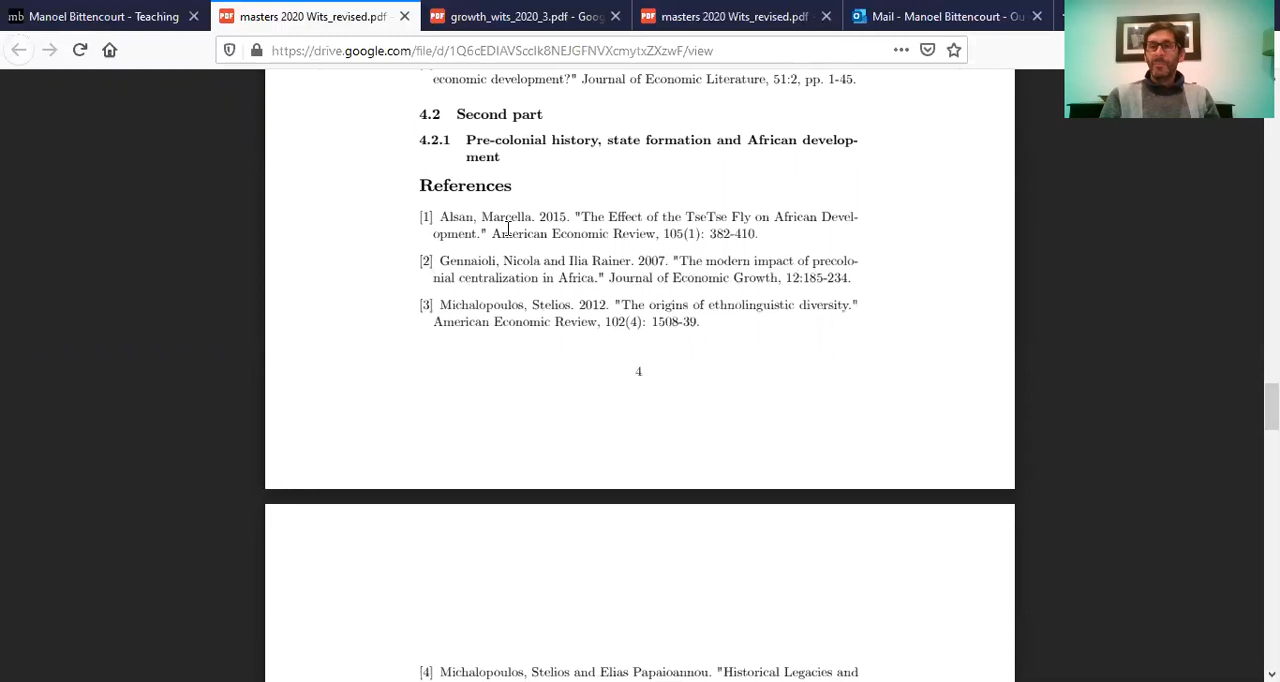 Manoel Bittencourt - Teaching
masters 2020 Wits_revised.pdf -
growth_wits_2020_3.pdf - Goog
masters 2020 Wits_revised.pdf -
Mail - Manoel Bittencourt - Ou
https://drive.google.com/file/d/1Q6cEDIAVSccIk8NEJGFNVXcmytxZXzwF/view
economic development?" Journal of Economic Literature, 51:2, pp. 1-45.
4.2 Second part
4.2.1 Pre-colonial history, state formation and African develop-
ment
References
[1] Alsan, Marcella. 2015. "The Effect of the TseTse Fly on African Devel-
opment." American Economic Review, 105(1): 382-410.
[2] Gennaioli, Nicola and Ilia Rainer. 2007. "The modern impact of precolo-
nial centralization in Africa." Journal of Economic Growth, 12:185-234.
[3] Michalopoulos, Stelios. 2012. "The origins of ethnolinguistic diversity."
American Economic Review, 102(4): 1508-39.
4
[4] Michalopoulos, Stelios and Elias Papaioannou. "Historical Legacies and